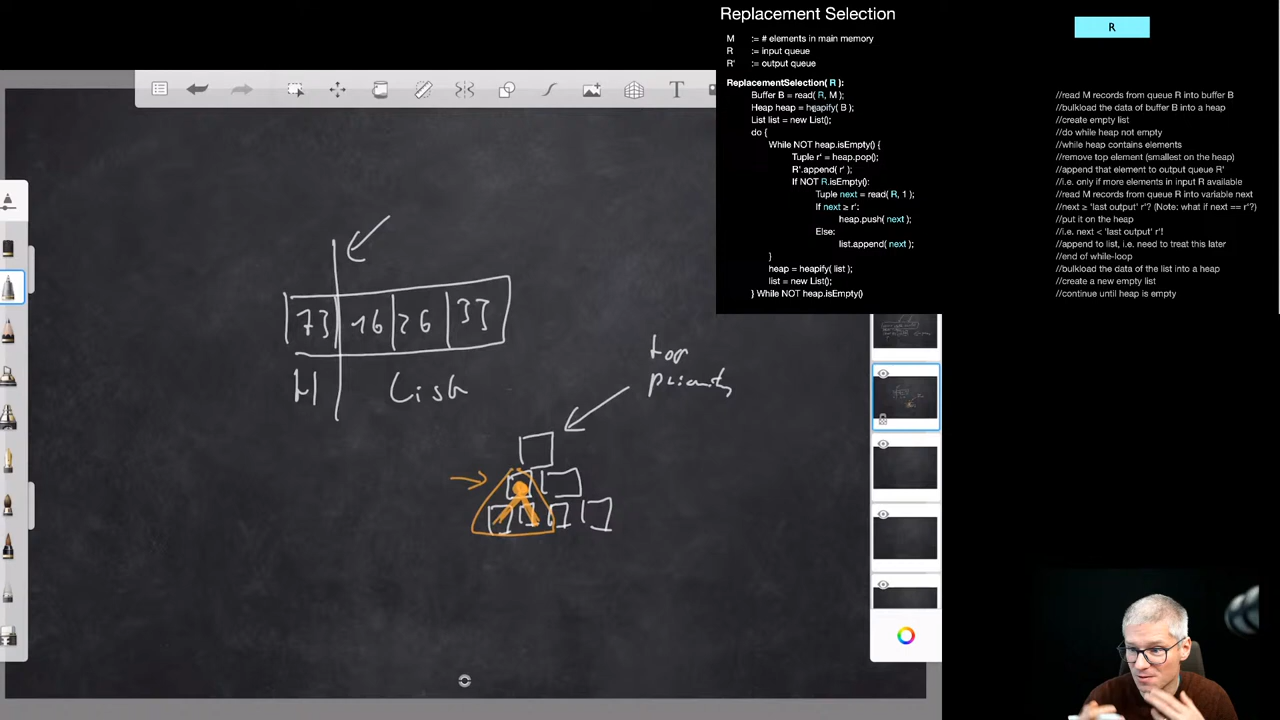 Replacement Selection
M := # elements in main memory
R := input queue
R' := output queue
R
ReplacementSelection( R ):
Buffer B = read( R, M ); //read M records from queue R into buffer B
Heap heap = heapify( B ); //bulkload the data of buffer B into a heap
List list = new List(); //create empty list
do { //do while heap not empty
While NOT heap.isEmpty() { //while heap contains elements
Tuple r' = heap.pop(); //remove top element (smallest on the heap)
R'.append( r' ); //append that element to output queue R'
If NOT R.isEmpty(): //i.e. only if more elements in input R available
Tuple next = read( R, 1 ); //read M records from queue R into variable next
If next ≥ r': //next ≥ 'last output' r'? (Note: what if next == r'?)
heap.push( next ); //put it on the heap
Else: //i.e. next < 'last output' r'!
list.append( next ); //append to list, i.e. need to treat this later
} //end of while-loop
heap = heapify( list ); //bulkload the data of the list into a heap
list = new List(); //create a new empty list
} While NOT heap.isEmpty() //continue until heap is empty
T
73 16 26 33
H List
top
priority